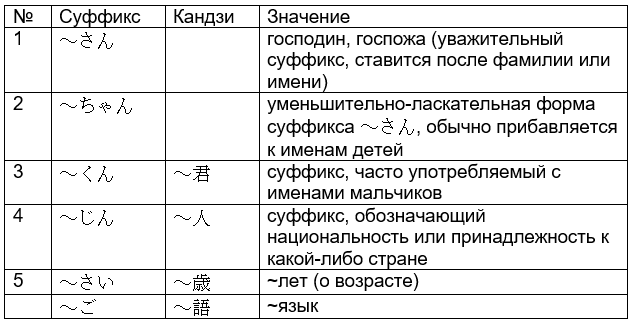 № Суффикс Кандзи Значение
1 ～さん господин, госпожа (уважительный
суффикс, ставится после фамилии или
имени)
2 ～ちゃん уменьшительно-ласкательная форма
суффикса ～さん, обычно прибавляется
к именам детей
3 ～くん ～君 суффикс, часто употребляемый с
именами мальчиков
4 ～じん ～人 суффикс, обозначающий
национальность или принадлежность к
какой-либо стране
5 ～さい ～歳 ~лет (о возрасте)
～ご ～語 ~язык